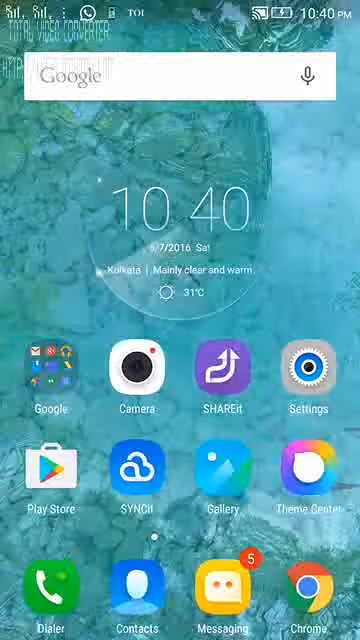 TOI 10:40 PM
TOTAL VIDEO CONVERTER
Google
10 40
5/7/2016 Sat
Kolkata | Mainly clear and warm.
31°C
Google Camera SHAREit Settings
Play Store SYNCit Gallery Theme Center
5
Dialer Contacts Messaging Chrome